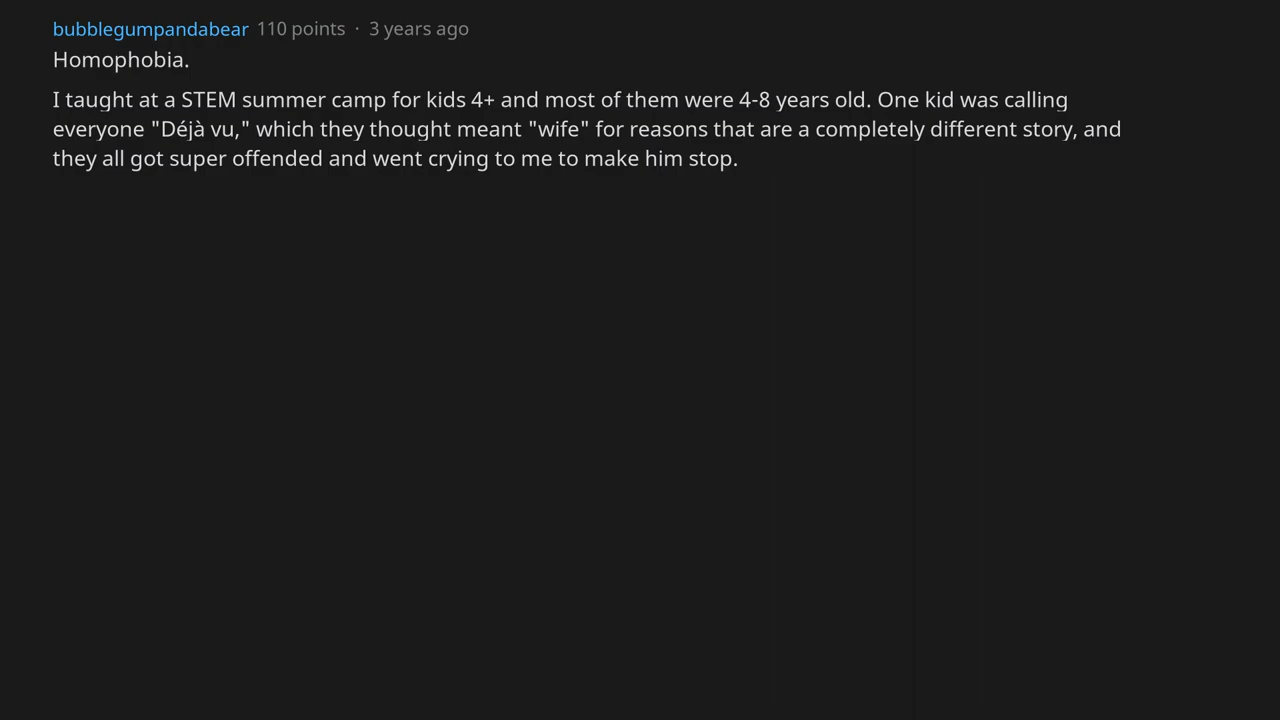 bubblegumpandabear 110 points · 3 years ago
Homophobia.
I taught at a STEM summer camp for kids 4+ and most of them were 4-8 years old. One kid was calling
everyone "Déjà vu," which they thought meant "wife" for reasons that are a completely different story, and
they all got super offended and went crying to me to make him stop.